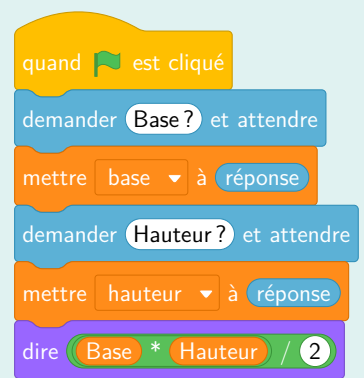 quand est cliqué
demander Base ? et attendre
mettre base à réponse
demander Hauteur ? et attendre
mettre hauteur à réponse
dire Base * Hauteur / 2